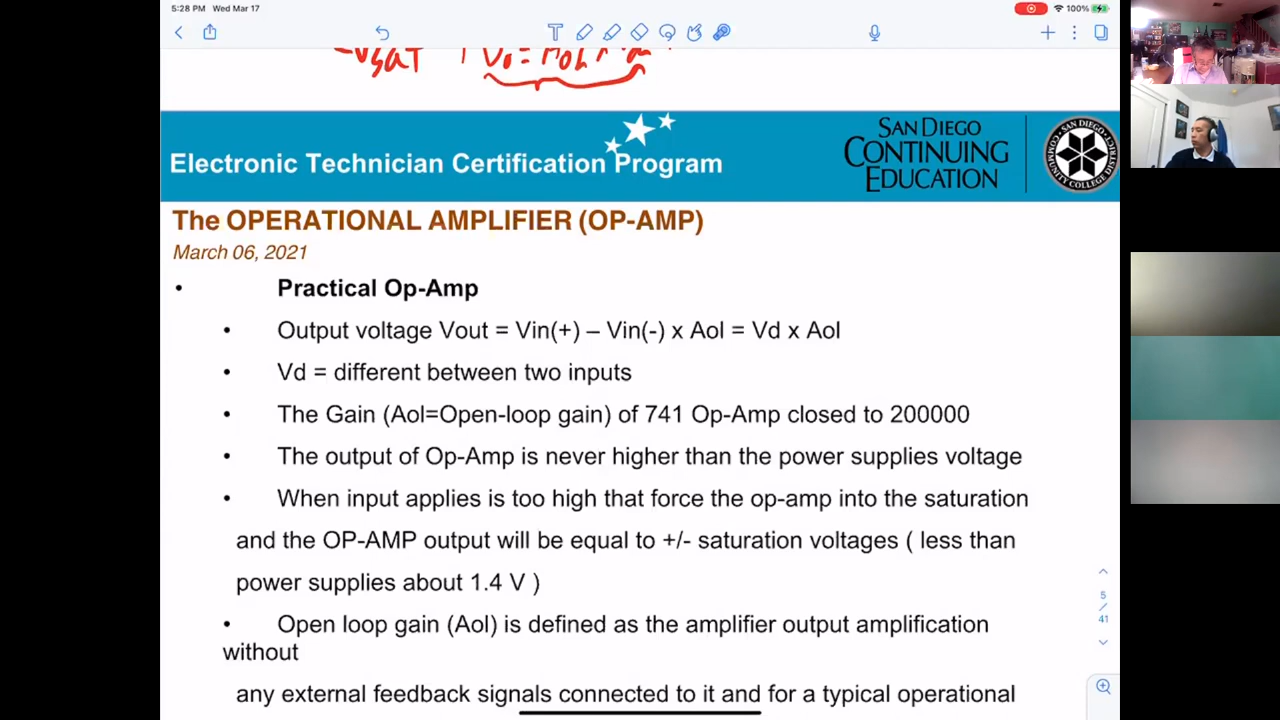 5:28 PM Wed Mar 17
100%
Electronic Technician Certification Program
SAN DIEGO
CONTINUING
EDUCATION
SAN DIEGO
COMMUNITY COLLEGE DISTRICT
The OPERATIONAL AMPLIFIER (OP-AMP)
March 06, 2021
• Practical Op-Amp
• Output voltage Vout = Vin(+) – Vin(-) x Aol = Vd x Aol
• Vd = different between two inputs
• The Gain (Aol=Open-loop gain) of 741 Op-Amp closed to 200000
• The output of Op-Amp is never higher than the power supplies voltage
• When input applies is too high that force the op-amp into the saturation
and the OP-AMP output will be equal to +/- saturation voltages ( less than
power supplies about 1.4 V )
• Open loop gain (Aol) is defined as the amplifier output amplification
without
any external feedback signals connected to it and for a typical operational
5
/
41